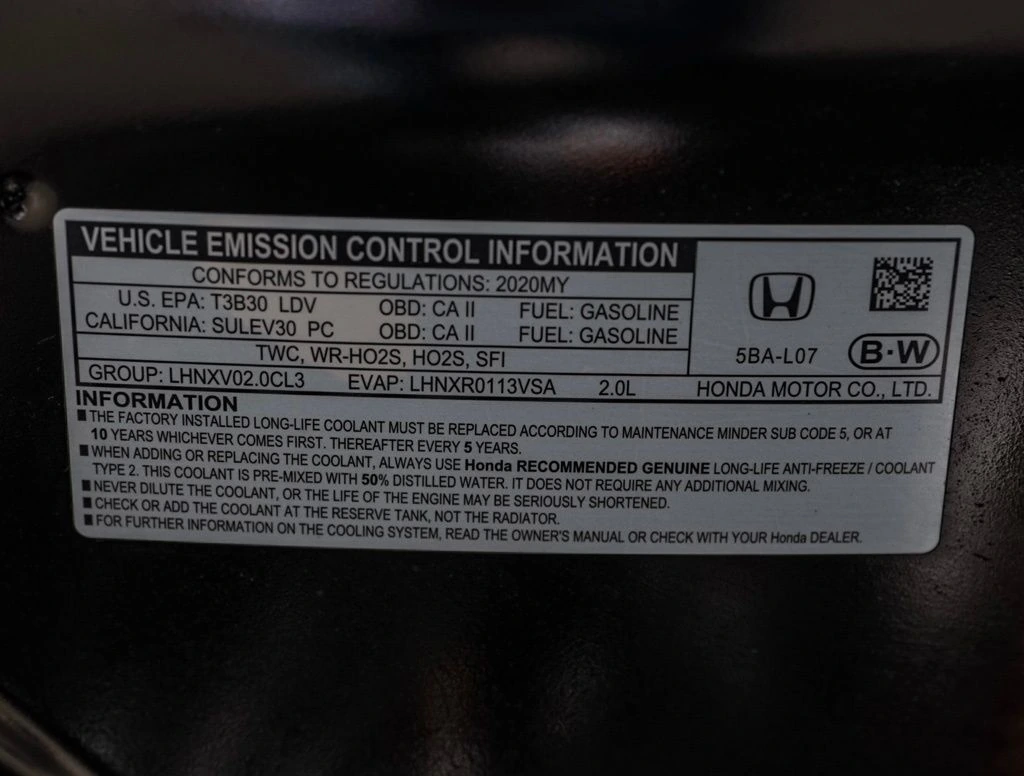 VEHICLE EMISSION CONTROL INFORMATION
CONFORMS TO REGULATIONS: 2020MY
U.S. EPA: T3B30 LDV OBD: CA II FUEL: GASOLINE
CALIFORNIA: SULEV30 PC OBD: CA II FUEL: GASOLINE
TWC, WR-HO2S, HO2S, SFI
5BA-L07 B·W
GROUP: LHNXV02.0CL3 EVAP: LHNXR0113VSA 2.0L HONDA MOTOR CO., LTD.
INFORMATION
■ THE FACTORY INSTALLED LONG-LIFE COOLANT MUST BE REPLACED ACCORDING TO MAINTENANCE MINDER SUB CODE 5, OR AT
10 YEARS WHICHEVER COMES FIRST. THEREAFTER EVERY 5 YEARS.
■ WHEN ADDING OR REPLACING THE COOLANT, ALWAYS USE Honda RECOMMENDED GENUINE LONG-LIFE ANTI-FREEZE / COOLANT
TYPE 2. THIS COOLANT IS PRE-MIXED WITH 50% DISTILLED WATER. IT DOES NOT REQUIRE ANY ADDITIONAL MIXING.
■ NEVER DILUTE THE COOLANT, OR THE LIFE OF THE ENGINE MAY BE SERIOUSLY SHORTENED.
■ CHECK OR ADD THE COOLANT AT THE RESERVE TANK, NOT THE RADIATOR.
■ FOR FURTHER INFORMATION ON THE COOLING SYSTEM, READ THE OWNER'S MANUAL OR CHECK WITH YOUR Honda DEALER.